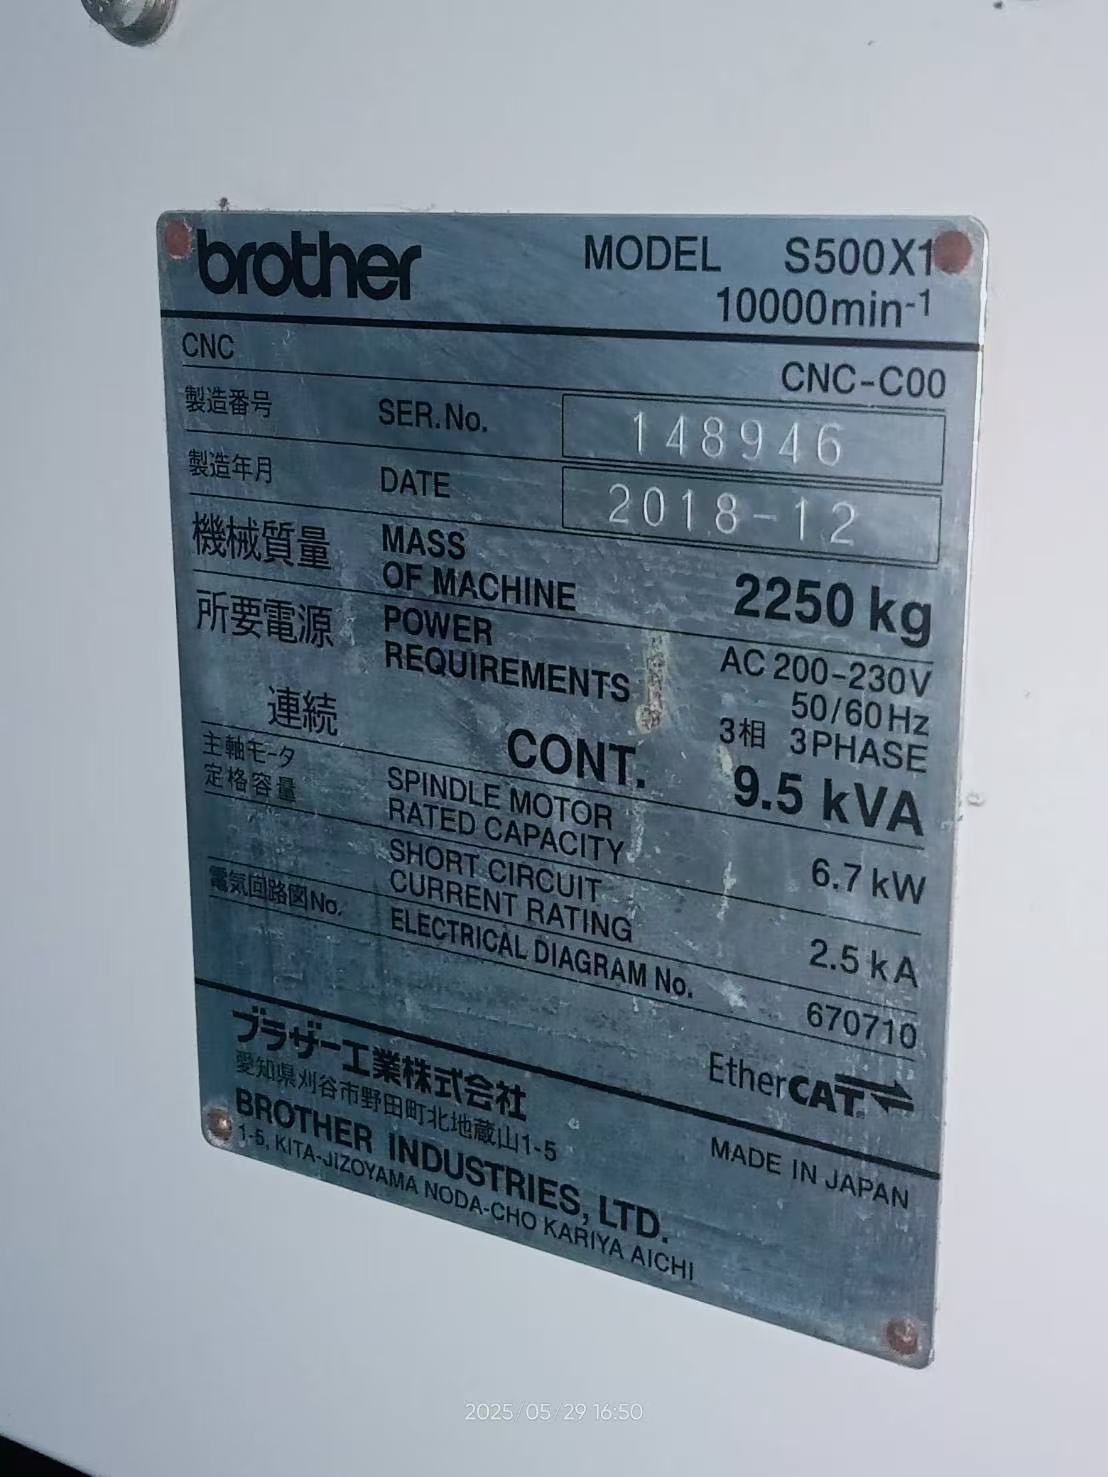 brother
MODEL S500X1
10000min⁻¹
CNC CNC-C00
製造番号 SER.No. 148946
製造年月 DATE 2018-12
機械質量 MASS OF MACHINE 2250 kg
所要電源 POWER REQUIREMENTS AC 200-230V
50/60Hz
3相 3PHASE
連続 CONT. 9.5 kVA
主軸モータ
定格容量
SPINDLE MOTOR
RATED CAPACITY 6.7 kW
SHORT CIRCUIT
CURRENT RATING 2.5 kA
電気回路図No. ELECTRICAL DIAGRAM No. 670710
EtherCAT
ブラザー工業株式会社
愛知県刈谷市野田町北地蔵山1-5
BROTHER INDUSTRIES, LTD.
1-5, KITA-JIZOYAMA NODA-CHO KARIYA AICHI
MADE IN JAPAN
2025/05/29 16:50